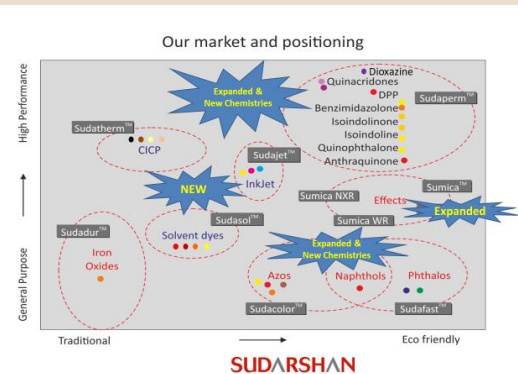 Our market and positioning
High Performance
General Purpose
Expanded &
New Chemistries
Dioxazine
Quinacridones
DPP
Benzimidazolone
Isoindolinone
Isoindoline
Quinophthalone
Anthraquinone
Sudaperm™
Sudatherm™
CICP
Sudajet™
InkJet
NEW
Sumica NXR
Effects
Sumica™
Expanded
Sumica WR
Sudasol™
Solvent dyes
Sudadur™
Iron
Oxides
Expanded &
New Chemistries
Azos
Naphthols
Phthalos
Sudacolor™
Sudafast™
Traditional
Eco friendly
SUDARSHAN